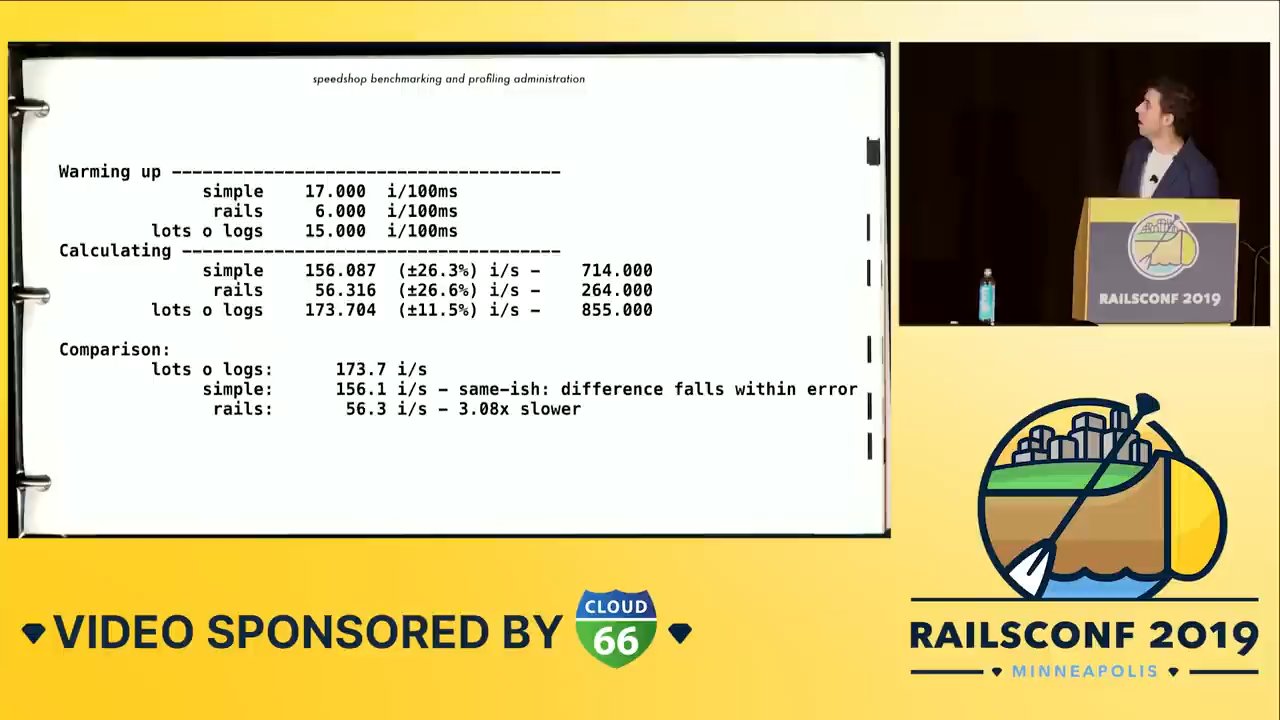 speedshop benchmarking and profiling administration
Warming up --------------------------------------
simple 17.000 i/100ms
rails 6.000 i/100ms
lots o logs 15.000 i/100ms
Calculating -------------------------------------
simple 156.087 (±26.3%) i/s - 714.000
rails 56.316 (±26.6%) i/s - 264.000
lots o logs 173.704 (±11.5%) i/s - 855.000
Comparison:
lots o logs: 173.7 i/s
simple: 156.1 i/s - same-ish: difference falls within error
rails: 56.3 i/s - 3.08x slower
RAILSCONF 2019
VIDEO SPONSORED BY CLOUD 66
RAILSCONF 2019
MINNEAPOLIS